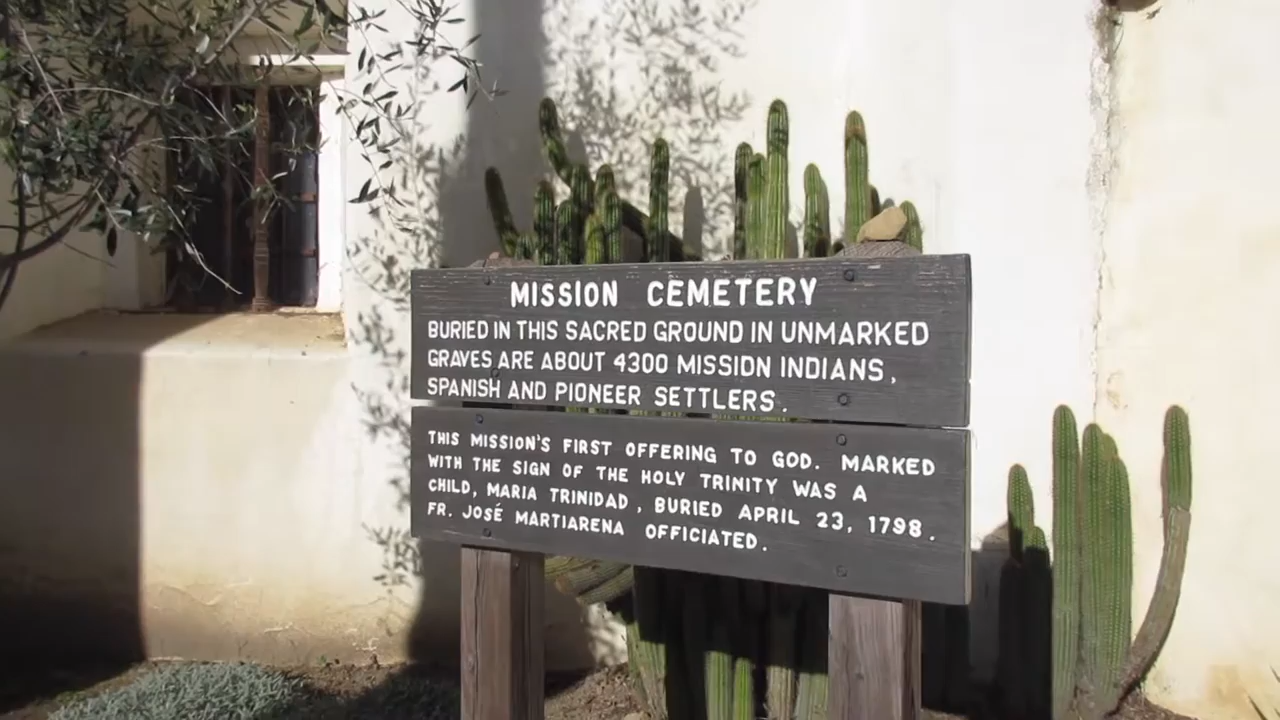 MISSION CEMETERY
BURIED IN THIS SACRED GROUND IN UNMARKED
GRAVES ARE ABOUT 4300 MISSION INDIANS,
SPANISH AND PIONEER SETTLERS.
THIS MISSION'S FIRST OFFERING TO GOD. MARKED
WITH THE SIGN OF THE HOLY TRINITY WAS A
CHILD, MARIA TRINIDAD, BURIED APRIL 23, 1798.
FR. JOSÉ MARTIARENA OFFICIATED.